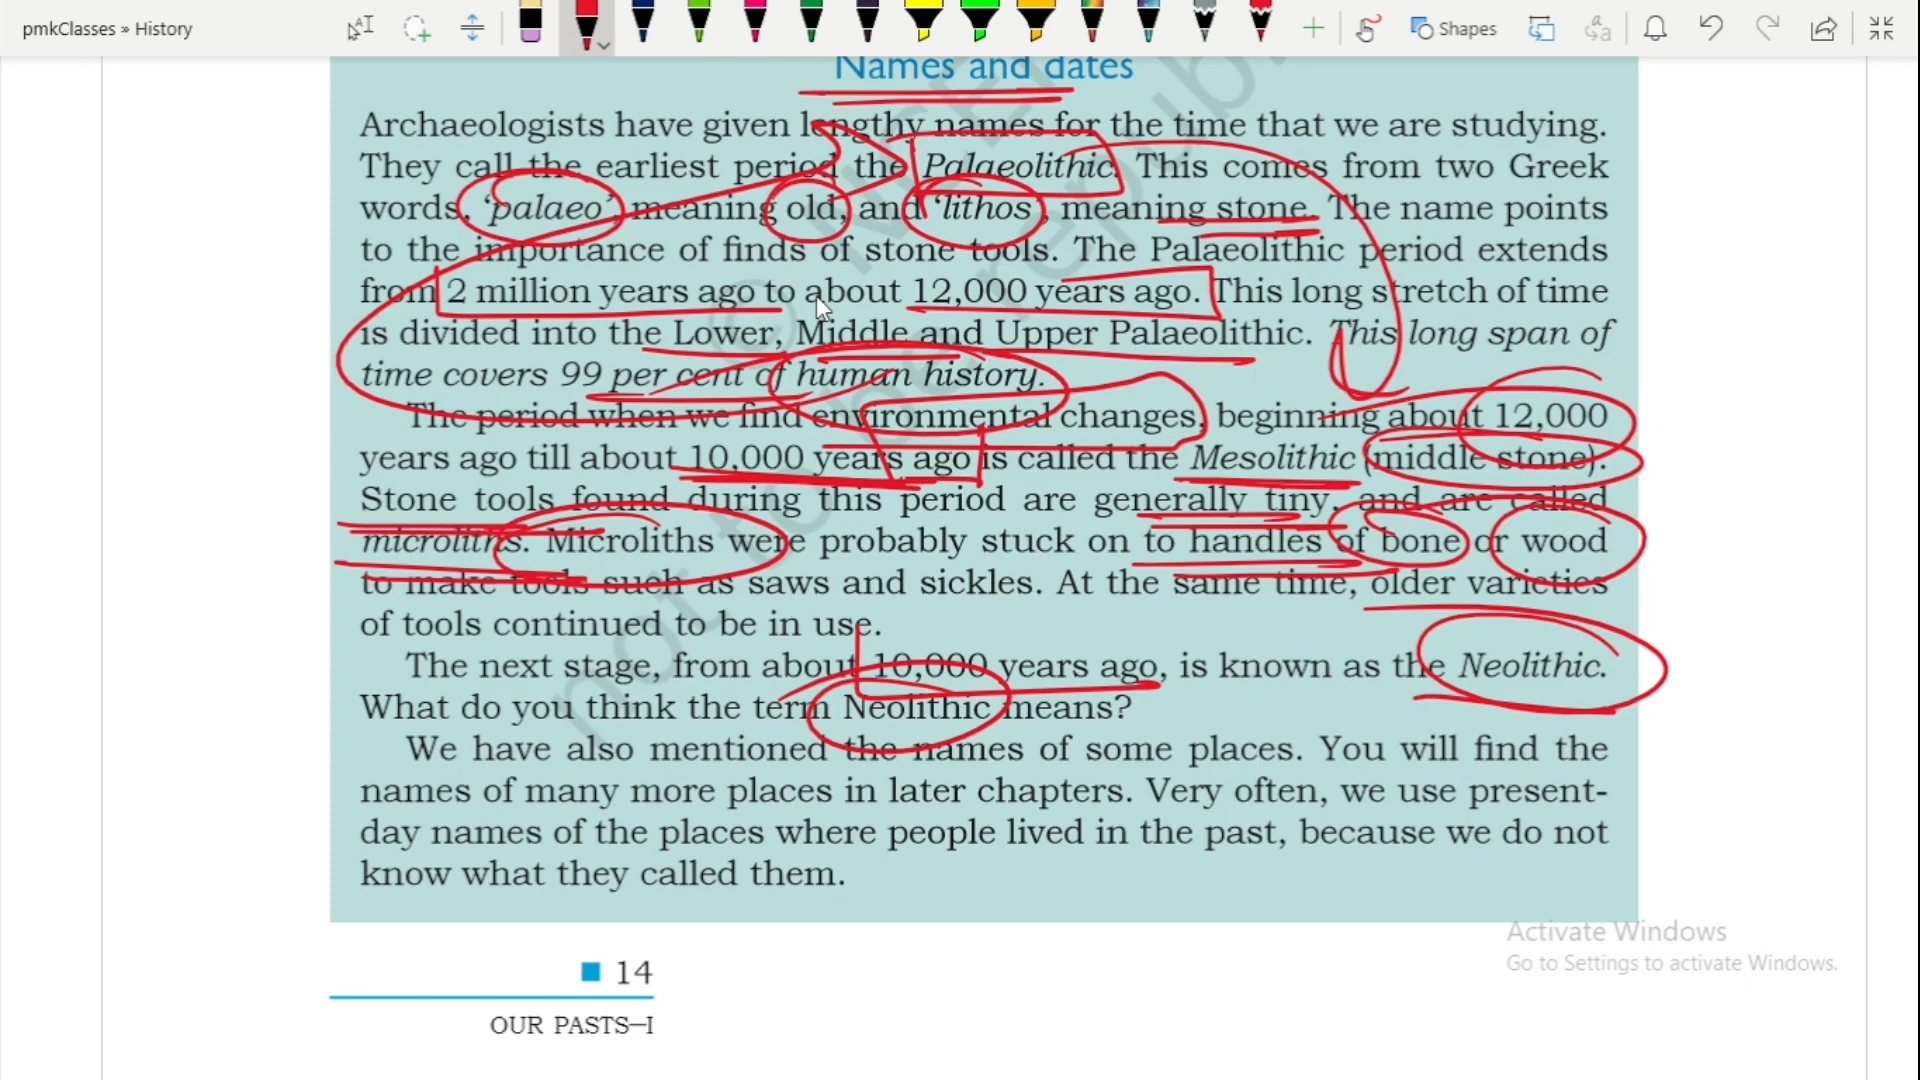 pmkClasses » History
Shapes
Names and dates
Archaeologists have given lengthy names for the time that we are studying.
They call the earliest period the Palaeolithic. This comes from two Greek
words, ‘palaeo’, meaning old, and ‘lithos’, meaning stone. The name points
to the importance of finds of stone tools. The Palaeolithic period extends
from 2 million years ago to about 12,000 years ago. This long stretch of time
is divided into the Lower, Middle and Upper Palaeolithic. This long span of
time covers 99 per cent of human history.
The period when we find environmental changes, beginning about 12,000
years ago till about 10,000 years ago is called the Mesolithic (middle stone).
Stone tools found during this period are generally tiny, and are called
microliths. Microliths were probably stuck on to handles of bone or wood
to make tools such as saws and sickles. At the same time, older varieties
of tools continued to be in use.
The next stage, from about 10,000 years ago, is known as the Neolithic.
What do you think the term Neolithic means?
We have also mentioned the names of some places. You will find the
names of many more places in later chapters. Very often, we use present-
day names of the places where people lived in the past, because we do not
know what they called them.
Activate Windows
Go to Settings to activate Windows.
14
OUR PASTS–I